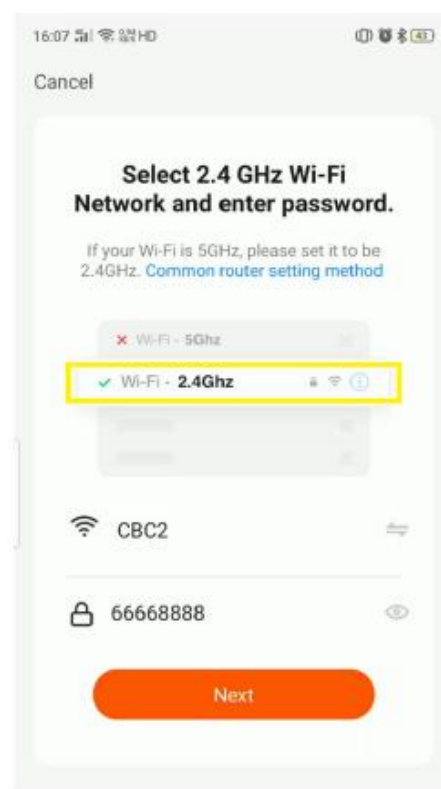 16:07 HD 43
Cancel
Select 2.4 GHz Wi-Fi
Network and enter password.
If your Wi-Fi is 5GHz, please set it to be
2.4GHz. Common router setting method
Wi-Fi - 5Ghz
Wi-Fi - 2.4Ghz
CBC2
66668888
Next